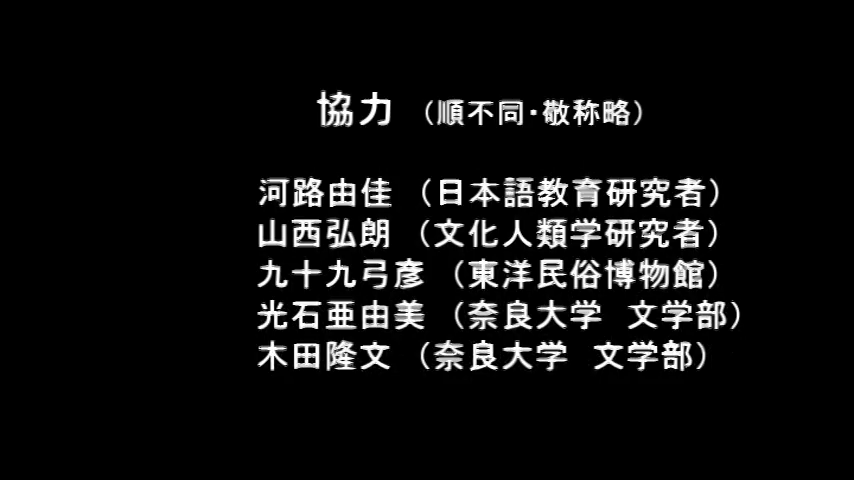 協力 （順不同・敬称略）
河路由佳 （日本語教育研究者）
山西弘朗 （文化人類学研究者）
九十九弓彦 （東洋民俗博物館）
光石亜由美 （奈良大学　文学部）
木田隆文 （奈良大学　文学部）